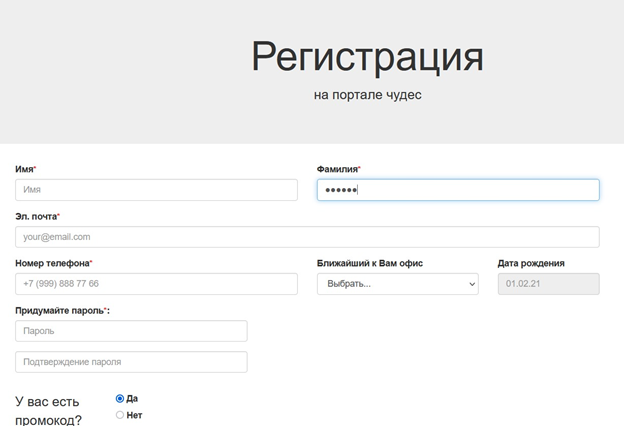 Регистрация
на портале чудес
Имя* Фамилия*
Имя ●●●●●●
Эл. почта*
your@email.com
Номер телефона* Ближайший к Вам офис Дата рождения
+7 (999) 888 77 66 Выбрать... 01.02.21
Придумайте пароль*:
Пароль
Подтверждение пароля
У вас есть Да
промокод? Нет